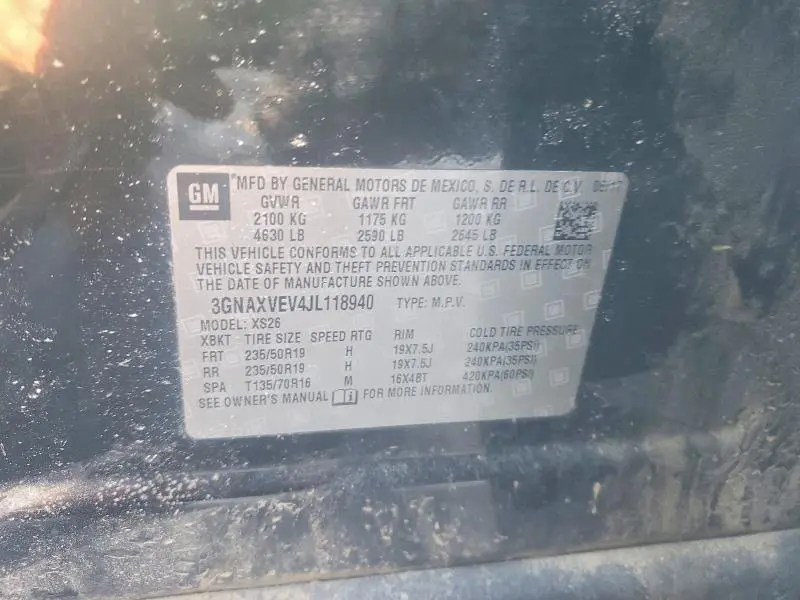 GM *MFD BY GENERAL MOTORS DE MEXICO, S. DE R.L. DE C.V. 06/17
GVWR GAWR FRT GAWR RR
2100 KG 1175 KG 1200 KG
4630 LB 2590 LB 2645 LB
THIS VEHICLE CONFORMS TO ALL APPLICABLE U.S. FEDERAL MOTOR
VEHICLE SAFETY AND THEFT PREVENTION STANDARDS IN EFFECT ON
THE DATE OF MANUFACTURE SHOWN ABOVE.
3GNAXVEV4JL118940 TYPE: M.P.V.
MODEL: XS26
XBKT TIRE SIZE SPEED RTG RIM COLD TIRE PRESSURE
FRT 235/50R19 H 19X7.5J 240KPA(35PSI)
RR 235/50R19 H 19X7.5J 240KPA(35PSI)
SPA T135/70R16 M 16X4BT 420KPA(60PSI)
SEE OWNER'S MANUAL FOR MORE INFORMATION.